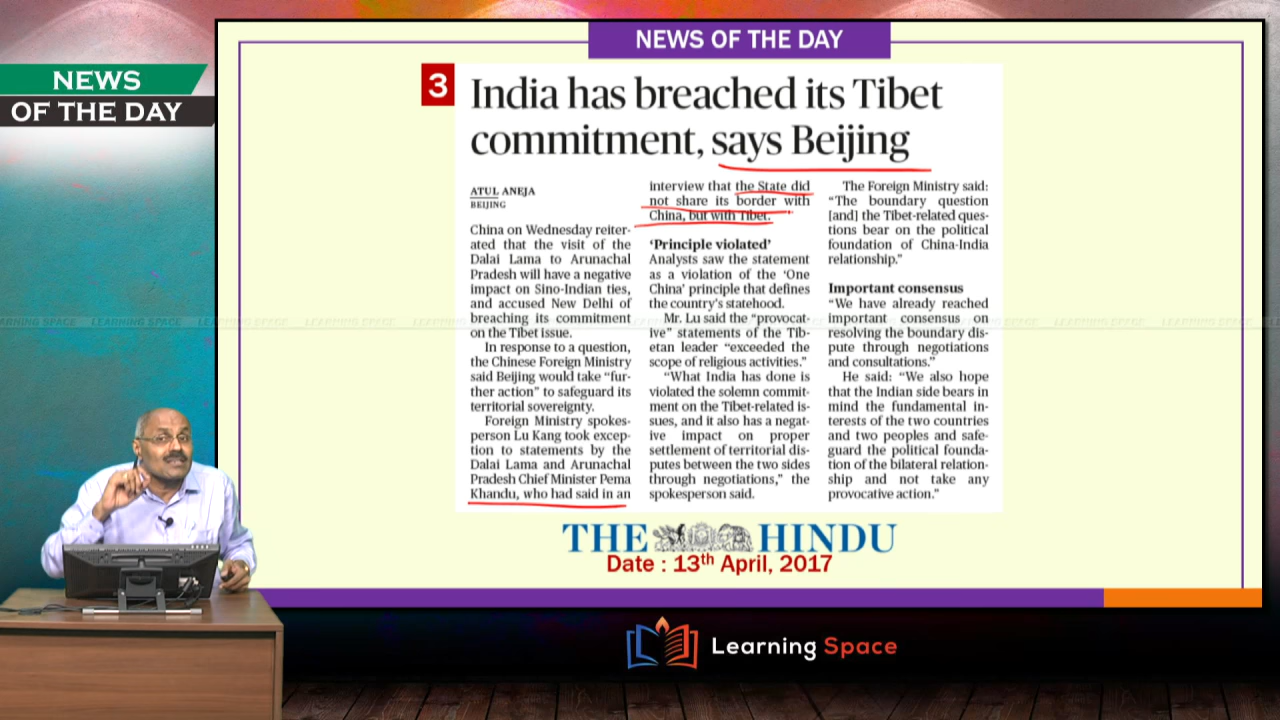 NEWS OF THE DAY
NEWS
OF THE DAY
3
India has breached its Tibet
commitment, says Beijing
ATUL ANEJA
BEIJING
China on Wednesday reiter-
ated that the visit of the
Dalai Lama to Arunachal
Pradesh will have a negative
impact on Sino-Indian ties,
and accused New Delhi of
breaching its commitment
on the Tibet issue.
In response to a question,
the Chinese Foreign Ministry
said Beijing would take “fur-
ther action” to safeguard its
territorial sovereignty.
Foreign Ministry spokes-
person Lu Kang took excep-
tion to statements by the
Dalai Lama and Arunachal
Pradesh Chief Minister Pema
Khandu, who had said in an
interview that the State did
not share its border with
China, but with Tibet.
‘Principle violated’
Analysts saw the statement
as a violation of the ‘One
China’ principle that defines
the country’s statehood.
Mr. Lu said the “provocat-
ive” statements of the Tib-
etan leader “exceeded the
scope of religious activities.”
“What India has done is
violated the solemn commit-
ment on the Tibet-related is-
sues, and it also has a negat-
ive impact on proper
settlement of territorial dis-
putes between the two sides
through negotiations,” the
spokesperson said.
The Foreign Ministry said:
“The boundary question
[and] the Tibet-related ques-
tions bear on the political
foundation of China-India
relationship.”
Important consensus
“We have already reached
important consensus on
resolving the boundary dis-
pute through negotiations
and consultations.”
He said: “We also hope
that the Indian side bears in
mind the fundamental in-
terests of the two countries
and two peoples and safe-
guard the political founda-
tion of the bilateral relation-
ship and not take any
provocative action.”
THE HINDU
Date : 13th April, 2017
Learning Space